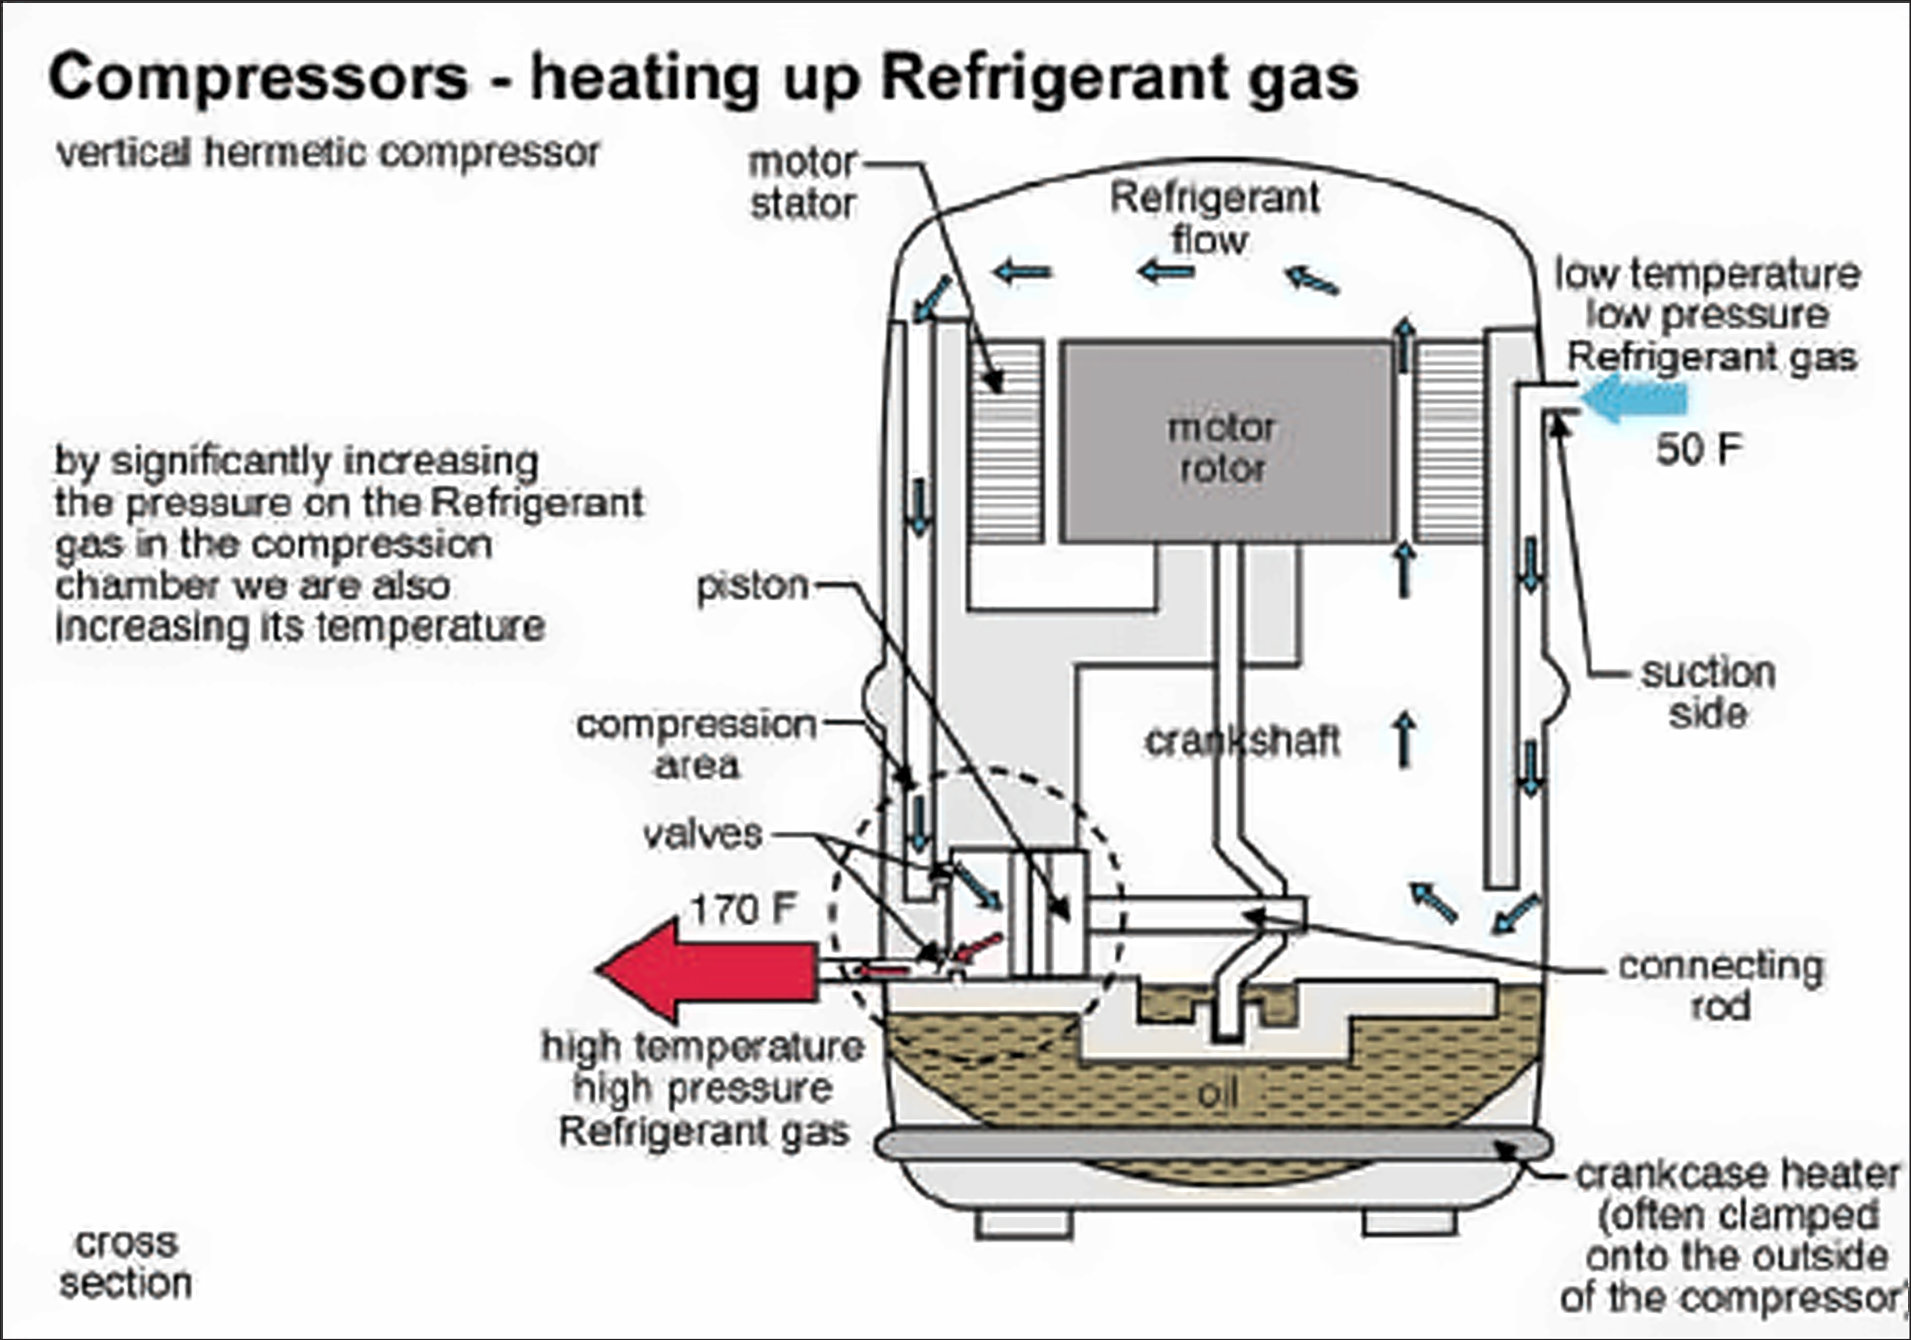 Compressors - heating up Refrigerant gas
vertical hermetic compressor
motor
stator
Refrigerant
flow
low temperature
low pressure
Refrigerant gas
50 F
motor
rotor
by significantly increasing
the pressure on the Refrigerant
gas in the compression
chamber we are also
increasing its temperature
piston
suction
side
compression
area
crankshaft
valves
170 F
connecting
rod
high temperature
high pressure
Refrigerant gas
oil
crankcase heater
(often clamped
onto the outside
of the compressor)
cross
section